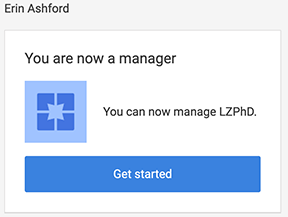 Erin Ashford
You are now a manager
You can now manage LZPhD.
Get started